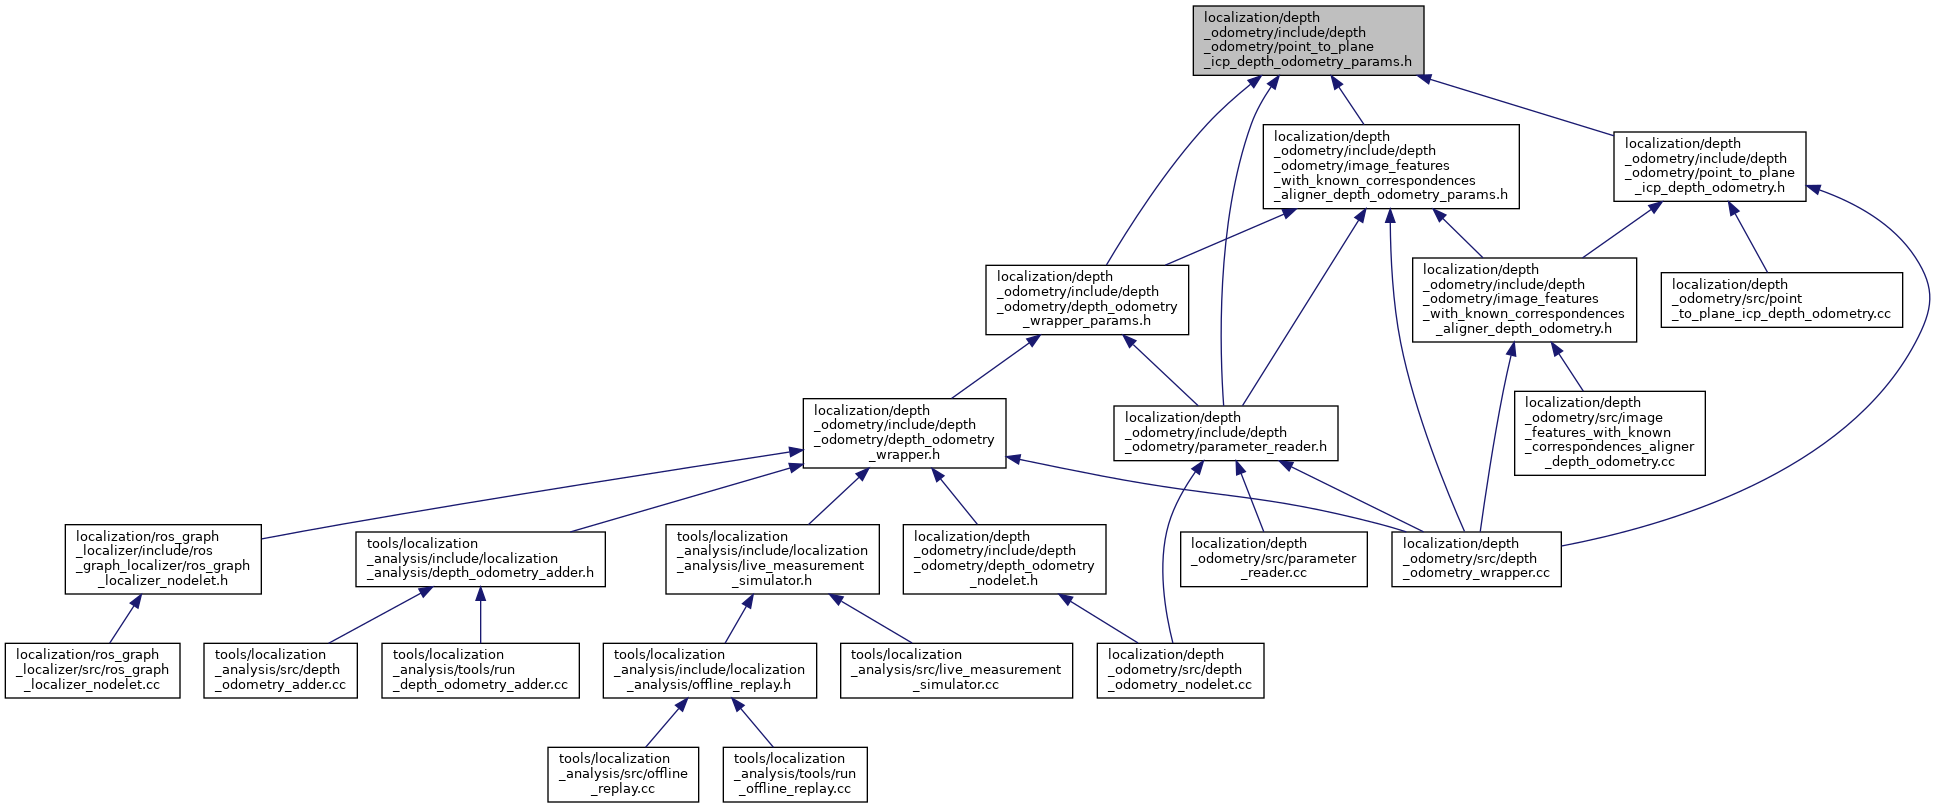 localization/depth
_odometry/include/depth
_odometry/point_to_plane
_icp_depth_odometry_params.h
localization/depth
_odometry/include/depth
_odometry/image_features
_with_known_correspondences
_aligner_depth_odometry_params.h
localization/depth
_odometry/include/depth
_odometry/point_to_plane
_icp_depth_odometry.h
localization/depth
_odometry/include/depth
_odometry/depth_odometry
_wrapper_params.h
localization/depth
_odometry/include/depth
_odometry/image_features
_with_known_correspondences
_aligner_depth_odometry.h
localization/depth
_odometry/src/point
_to_plane_icp_depth_odometry.cc
localization/depth
_odometry/include/depth
_odometry/depth_odometry
_wrapper.h
localization/depth
_odometry/include/depth
_odometry/parameter_reader.h
localization/depth
_odometry/src/image
_features_with_known
_correspondences_aligner
_depth_odometry.cc
localization/ros_graph
_localizer/include/ros
_graph_localizer/ros_graph
_localizer_nodelet.h
tools/localization
_analysis/include/localization
_analysis/depth_odometry_adder.h
tools/localization
_analysis/include/localization
_analysis/live_measurement
_simulator.h
localization/depth
_odometry/include/depth
_odometry/depth_odometry
_nodelet.h
localization/depth
_odometry/src/parameter
_reader.cc
localization/depth
_odometry/src/depth
_odometry_wrapper.cc
localization/ros_graph
_localizer/src/ros_graph
_localizer_nodelet.cc
tools/localization
_analysis/src/depth
_odometry_adder.cc
tools/localization
_analysis/tools/run
_depth_odometry_adder.cc
tools/localization
_analysis/include/localization
_analysis/offline_replay.h
tools/localization
_analysis/src/live_measurement
_simulator.cc
localization/depth
_odometry/src/depth
_odometry_nodelet.cc
tools/localization
_analysis/src/offline
_replay.cc
tools/localization
_analysis/tools/run
_offline_replay.cc